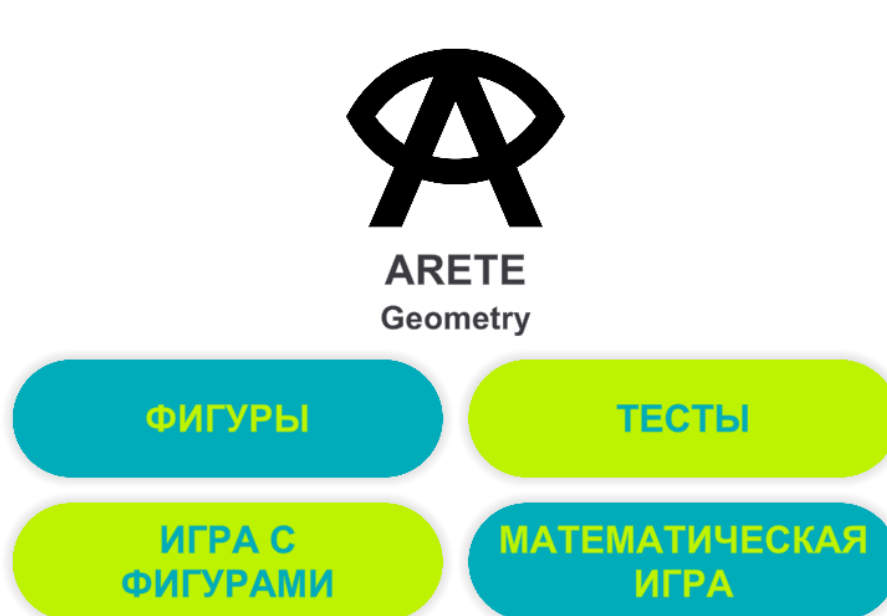 ARETE
Geometry
ФИГУРЫ
ТЕСТЫ
ИГРА С
ФИГУРАМИ
МАТЕМАТИЧЕСКАЯ
ИГРА